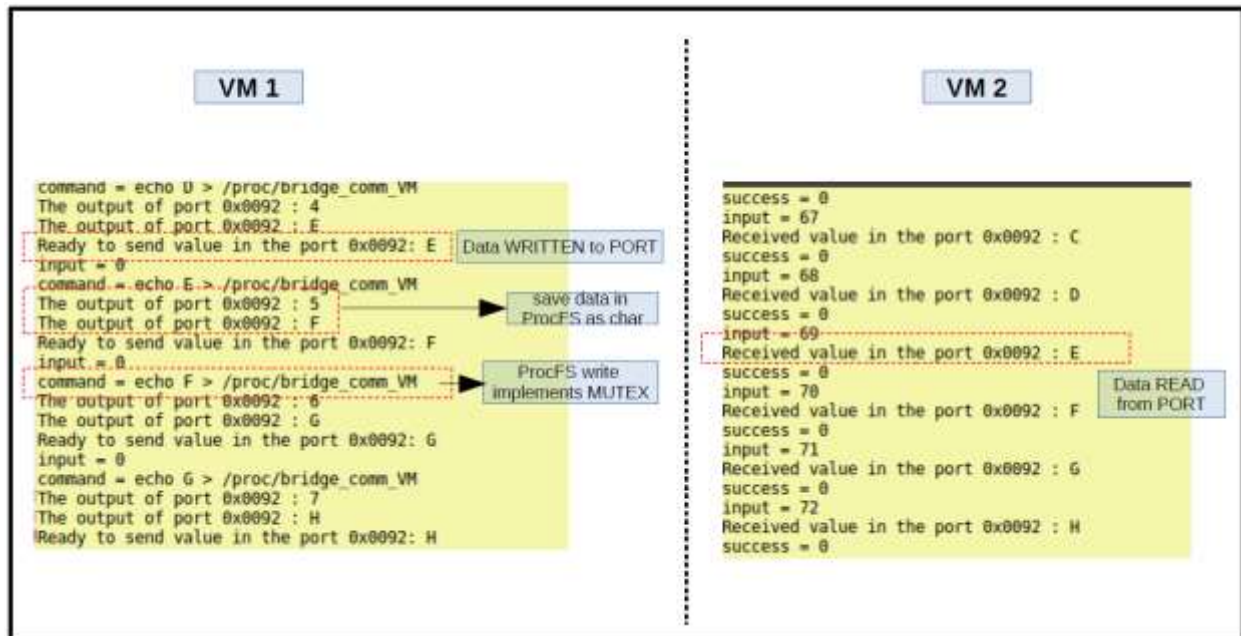 VM 1
command = echo D > /proc/bridge_comm_VM
The output of port 0x0092 : 4
The output of port 0x0092 : E
Ready to send value in the port 0x0092: E
Data WRITTEN to PORT
input = 0
command = echo E > /proc/bridge_comm_VM
The output of port 0x0092 : 5
The output of port 0x0092 : F
save data in
ProcFS as char
Ready to send value in the port 0x0092: F
input = 0
command = echo F > /proc/bridge_comm_VM
ProcFS write
implements MUTEX
The output of port 0x0092 : 6
The output of port 0x0092 : G
Ready to send value in the port 0x0092: G
input = 0
command = echo G > /proc/bridge_comm_VM
The output of port 0x0092 : 7
The output of port 0x0092 : H
Ready to send value in the port 0x0092: H
VM 2
success = 0
input = 67
Received value in the port 0x0092 : C
success = 0
input = 68
Received value in the port 0x0092 : D
success = 0
input = 69
Received value in the port 0x0092 : E
success = 0
input = 70
Data READ
from PORT
Received value in the port 0x0092 : F
success = 0
input = 71
Received value in the port 0x0092 : G
success = 0
input = 72
Received value in the port 0x0092 : H
success = 0